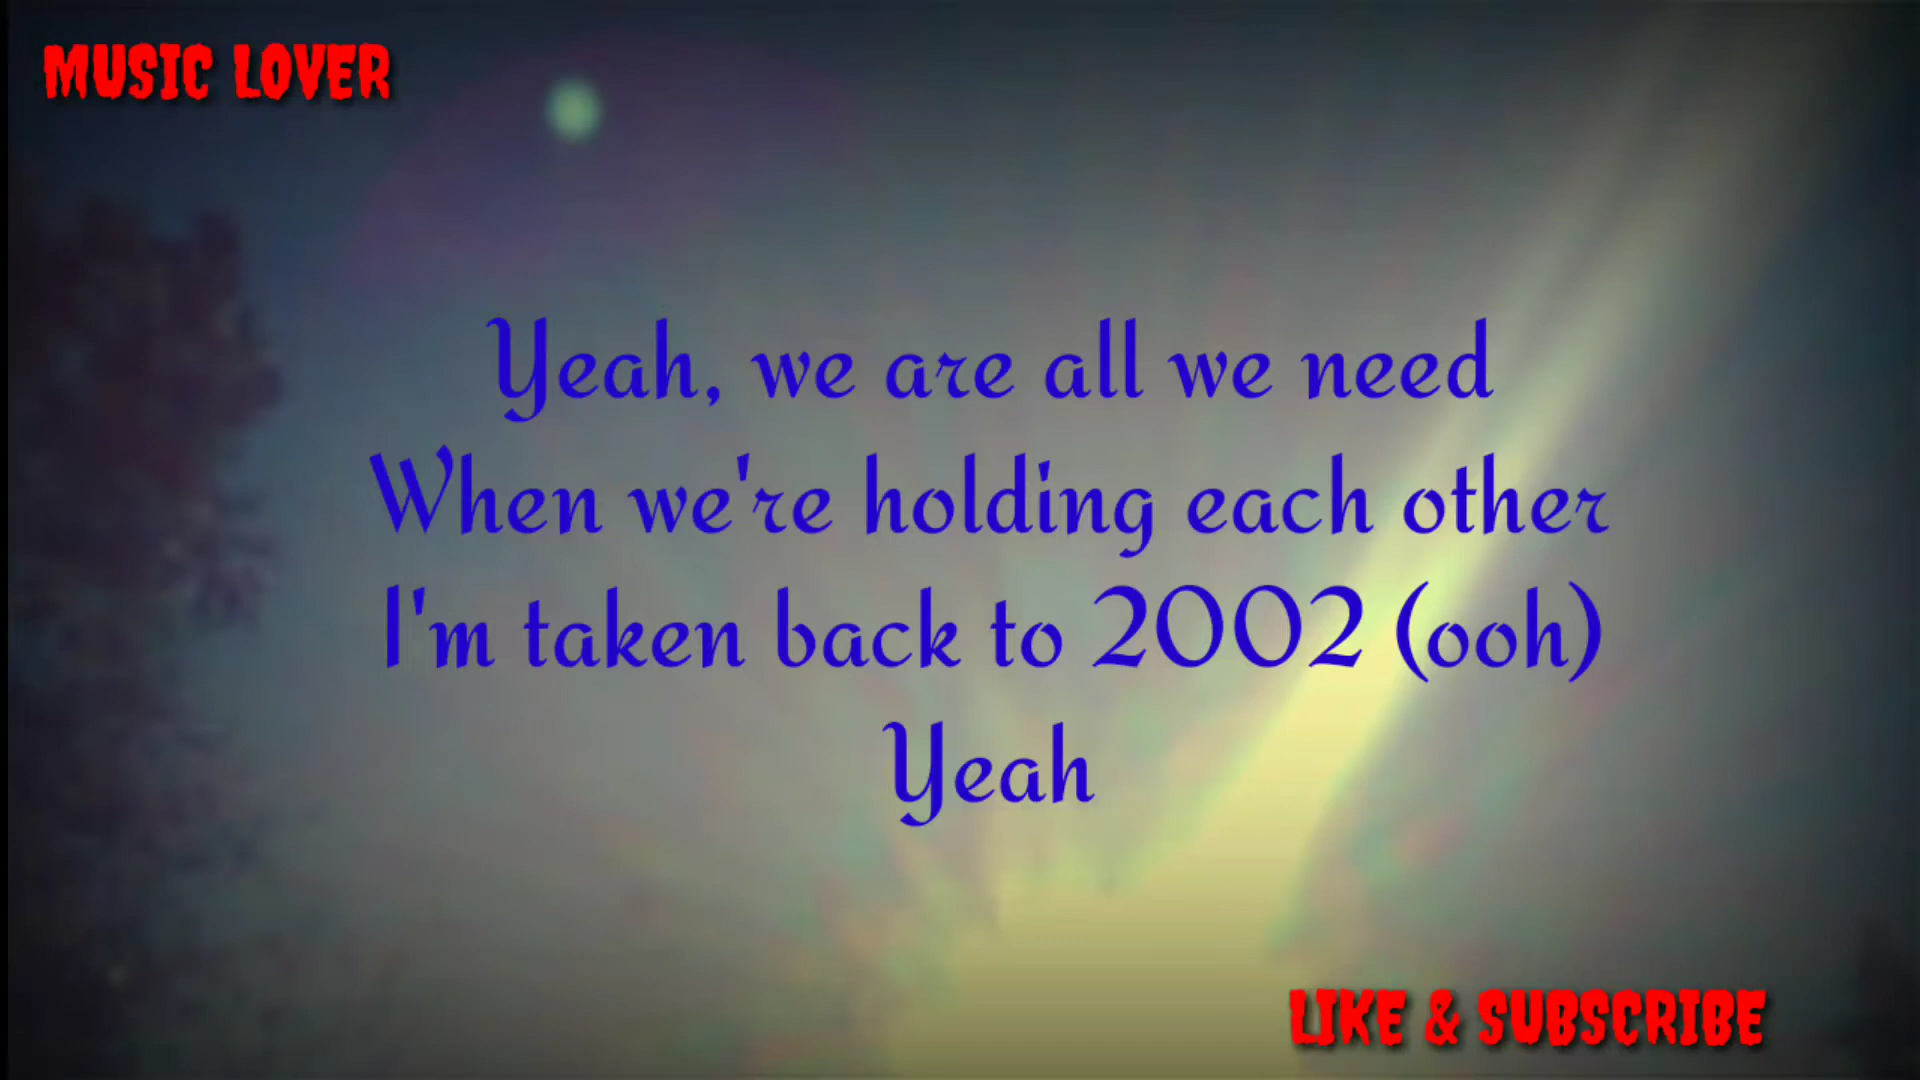 MUSIC LOVER
Yeah, we are all we need
When we're holding each other
I'm taken back to 2002 (ooh)
Yeah
LIKE & SUBSCRIBE